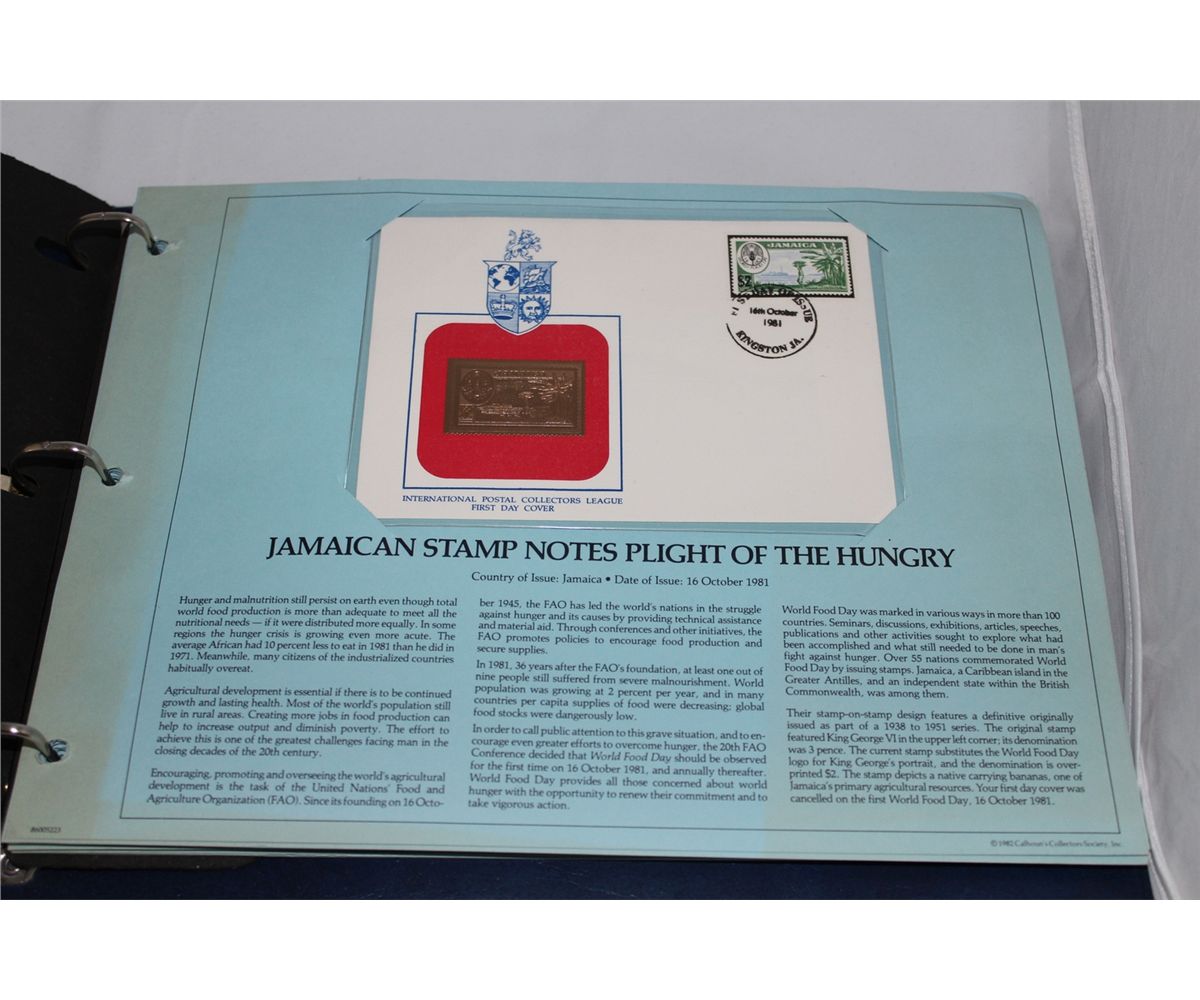 JAMAICA
$2
1ST DAY OF ISSUE
16th October
1981
KINGSTON JA.
INTERNATIONAL POSTAL COLLECTORS LEAGUE
FIRST DAY COVER
JAMAICAN STAMP NOTES PLIGHT OF THE HUNGRY
Country of Issue: Jamaica • Date of Issue: 16 October 1981
Hunger and malnutrition still persist on earth even though total
world food production is more than adequate to meet all the
nutritional needs — if it were distributed more equally. In some
regions the hunger crisis is growing even more acute. The
average African had 10 percent less to eat in 1981 than he did in
1971. Meanwhile, many citizens of the industrialized countries
habitually overeat.
Agricultural development is essential if there is to be continued
growth and lasting health. Most of the world's population still
live in rural areas. Creating more jobs in food production can
help to increase output and diminish poverty. The effort to
achieve this is one of the greatest challenges facing man in the
closing decades of the 20th century.
Encouraging, promoting and overseeing the world's agricultural
development is the task of the United Nations' Food and
Agriculture Organization (FAO). Since its founding on 16 Octo-
ber 1945, the FAO has led the world's nations in the struggle
against hunger and its causes by providing technical assistance
and material aid. Through conferences and other initiatives, the
FAO promotes policies to encourage food production and
secure supplies.
In 1981, 36 years after the FAO's foundation, at least one out of
nine people still suffered from severe malnourishment. World
population was growing at 2 percent per year, and in many
countries per capita supplies of food were decreasing; global
food stocks were dangerously low.
In order to call public attention to this grave situation, and to en-
courage even greater efforts to overcome hunger, the 20th FAO
Conference decided that World Food Day should be observed
for the first time on 16 October 1981, and annually thereafter.
World Food Day provides all those concerned about world
hunger with the opportunity to renew their commitment and to
take vigorous action.
World Food Day was marked in various ways in more than 100
countries. Seminars, discussions, exhibitions, articles, speeches,
publications and other activities sought to explore what had
been accomplished and what still needed to be done in man's
fight against hunger. Over 55 nations commemorated World
Food Day by issuing stamps. Jamaica, a Caribbean island in the
Greater Antilles, and an independent state within the British
Commonwealth, was among them.
Their stamp-on-stamp design features a definitive originally
issued as part of a 1938 to 1951 series. The original stamp
featured King George VI in the upper left corner; its denomination
was 3 pence. The current stamp substitutes the World Food Day
logo for King George's portrait, and the denomination is over-
printed $2. The stamp depicts a native carrying bananas, one of
Jamaica's primary agricultural resources. Your first day cover was
cancelled on the first World Food Day, 16 October 1981.
86005223
© 1982 Calhoun's Collectors Society, Inc.